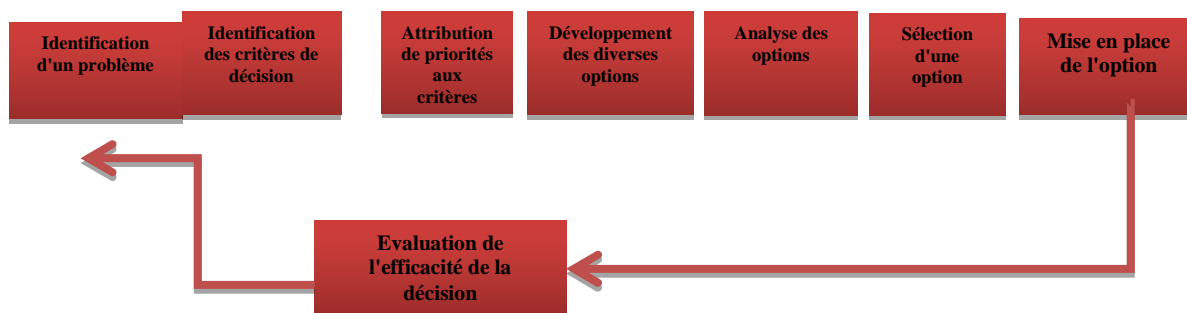 Identification
d'un problème
Identification
des critères de
décision
Attribution
de priorités
aux
critères
Développement
des diverses
options
Analyse des
options
Sélection
d'une
option
Mise en place
de l'option
Evaluation de
l'efficacité de la
décision